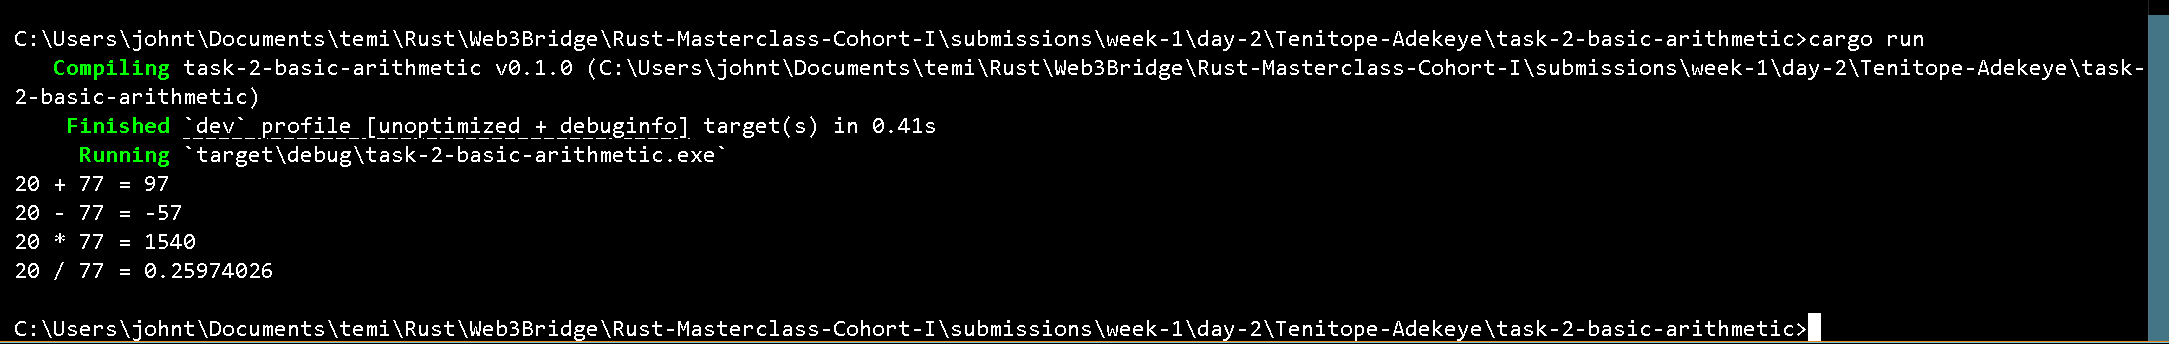 C:\Users\johnt\Documents\temi\Rust\Web3Bridge\Rust-Masterclass-Cohort-I\submissions\week-1\day-2\Tenitope-Adekeye\task-2-basic-arithmetic>cargo run
Compiling task-2-basic-arithmetic v0.1.0 (C:\Users\johnt\Documents\temi\Rust\Web3Bridge\Rust-Masterclass-Cohort-I\submissions\week-1\day-2\Tenitope-Adekeye\task-
2-basic-arithmetic)
Finished `dev` profile [unoptimized + debuginfo] target(s) in 0.41s
Running `target\debug\task-2-basic-arithmetic.exe`
20 + 77 = 97
20 - 77 = -57
20 * 77 = 1540
20 / 77 = 0.25974026
C:\Users\johnt\Documents\temi\Rust\Web3Bridge\Rust-Masterclass-Cohort-I\submissions\week-1\day-2\Tenitope-Adekeye\task-2-basic-arithmetic>